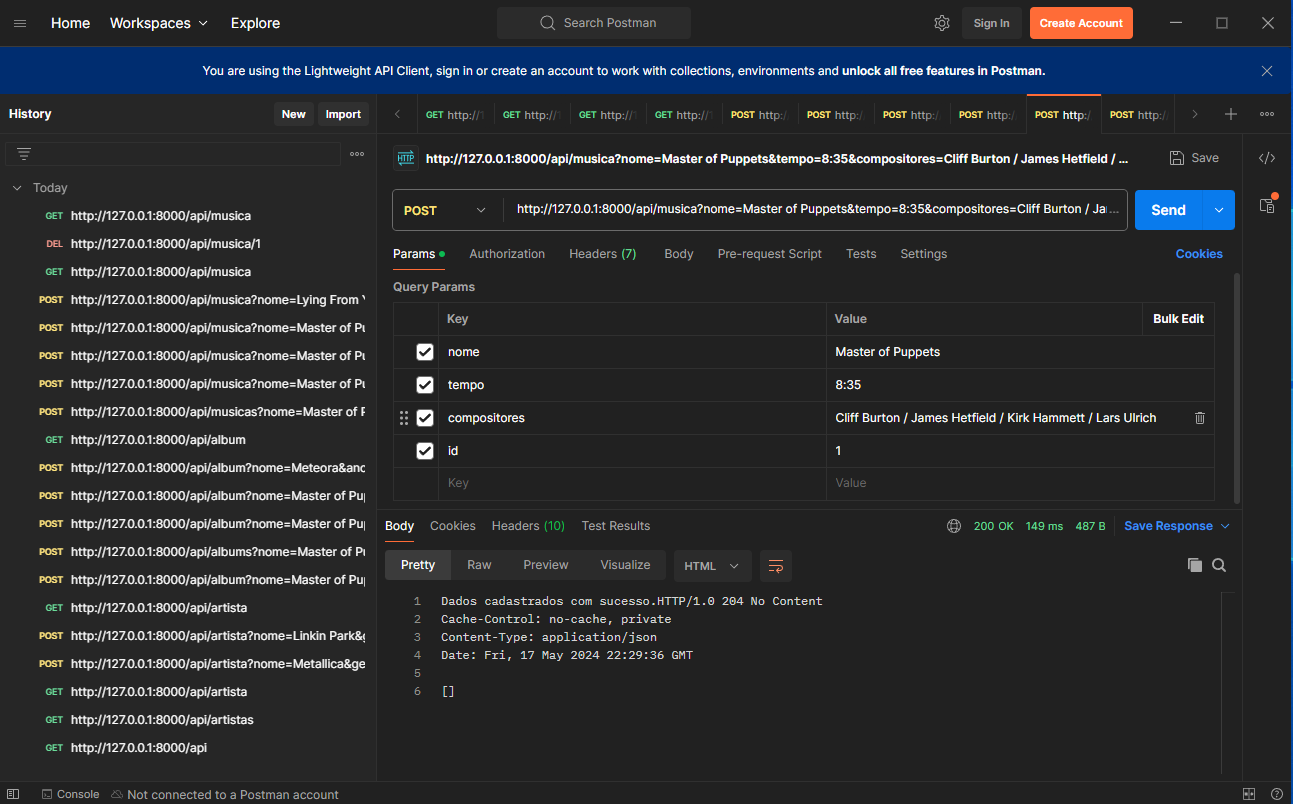 Home Workspaces Explore Search Postman Sign In Create Account
You are using the Lightweight API Client, sign in or create an account to work with collections, environments and unlock all free features in Postman.
History New Import
GET http:// GET http:// GET http:// GET http:// POST http:/ POST http:/ POST http:/ POST http:/ POST http:/ POST http:/
HTTP http://127.0.0.1:8000/api/musica?nome=Master of Puppets&tempo=8:35&compositores=Cliff Burton / James Hetfield / ... Save
Today
GET http://127.0.0.1:8000/api/musica
DEL http://127.0.0.1:8000/api/musica/1
GET http://127.0.0.1:8000/api/musica
POST http://127.0.0.1:8000/api/musica?nome=Lying From
POST http://127.0.0.1:8000/api/musica?nome=Master of Pu
POST http://127.0.0.1:8000/api/musica?nome=Master of Pu
POST http://127.0.0.1:8000/api/musica?nome=Master of Pu
POST http://127.0.0.1:8000/api/musicas?nome=Master of P
GET http://127.0.0.1:8000/api/album
POST http://127.0.0.1:8000/api/album?nome=Meteora&ano
POST http://127.0.0.1:8000/api/album?nome=Master of Pup
POST http://127.0.0.1:8000/api/album?nome=Master of Pup
POST http://127.0.0.1:8000/api/albums?nome=Master of P
POST http://127.0.0.1:8000/api/album?nome=Master of Pup
GET http://127.0.0.1:8000/api/artista
POST http://127.0.0.1:8000/api/artista?nome=Linkin Park&g
POST http://127.0.0.1:8000/api/artista?nome=Metallica&ge
GET http://127.0.0.1:8000/api/artista
GET http://127.0.0.1:8000/api/artistas
GET http://127.0.0.1:8000/api
POST http://127.0.0.1:8000/api/musica?nome=Master of Puppets&tempo=8:35&compositores=Cliff Burton / Ja... Send
Params Authorization Headers (7) Body Pre-request Script Tests Settings Cookies
Query Params
Key Value Bulk Edit
nome Master of Puppets
tempo 8:35
compositores Cliff Burton / James Hetfield / Kirk Hammett / Lars Ulrich
id 1
Key Value
Body Cookies Headers (10) Test Results 200 OK 149 ms 487 B Save Response
Pretty Raw Preview Visualize HTML
1 Dados cadastrados com sucesso.HTTP/1.0 204 No Content
2 Cache-Control: no-cache, private
3 Content-Type: application/json
4 Date: Fri, 17 May 2024 22:29:36 GMT
5
6 []
Console Not connected to a Postman account